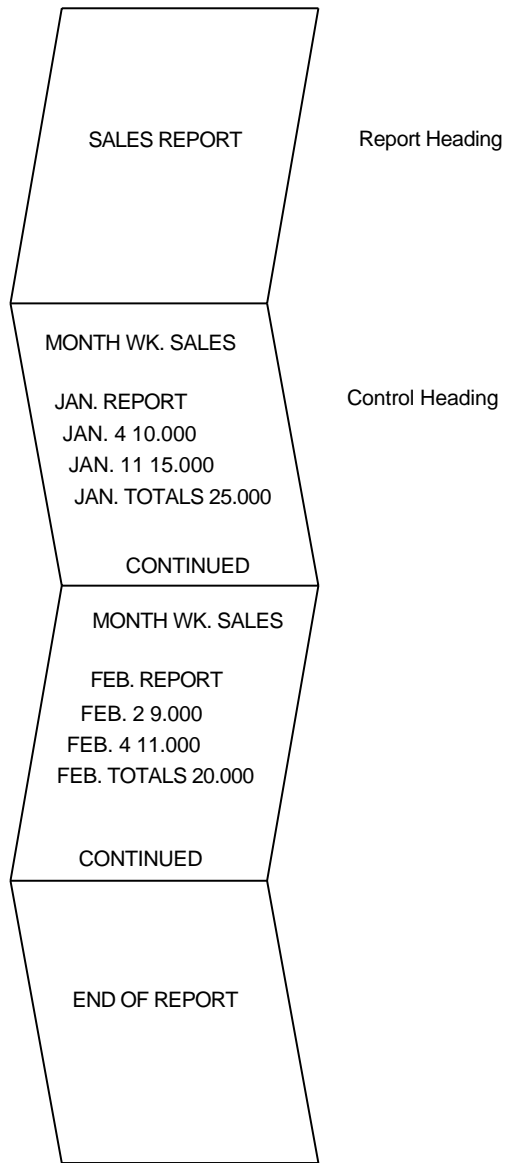 SALES REPORT
Report Heading
MONTH WK. SALES
JAN. REPORT
Control Heading
JAN. 4 10.000
JAN. 11 15.000
JAN. TOTALS 25.000
CONTINUED
MONTH WK. SALES
FEB. REPORT
FEB. 2 9.000
FEB. 4 11.000
FEB. TOTALS 20.000
CONTINUED
END OF REPORT